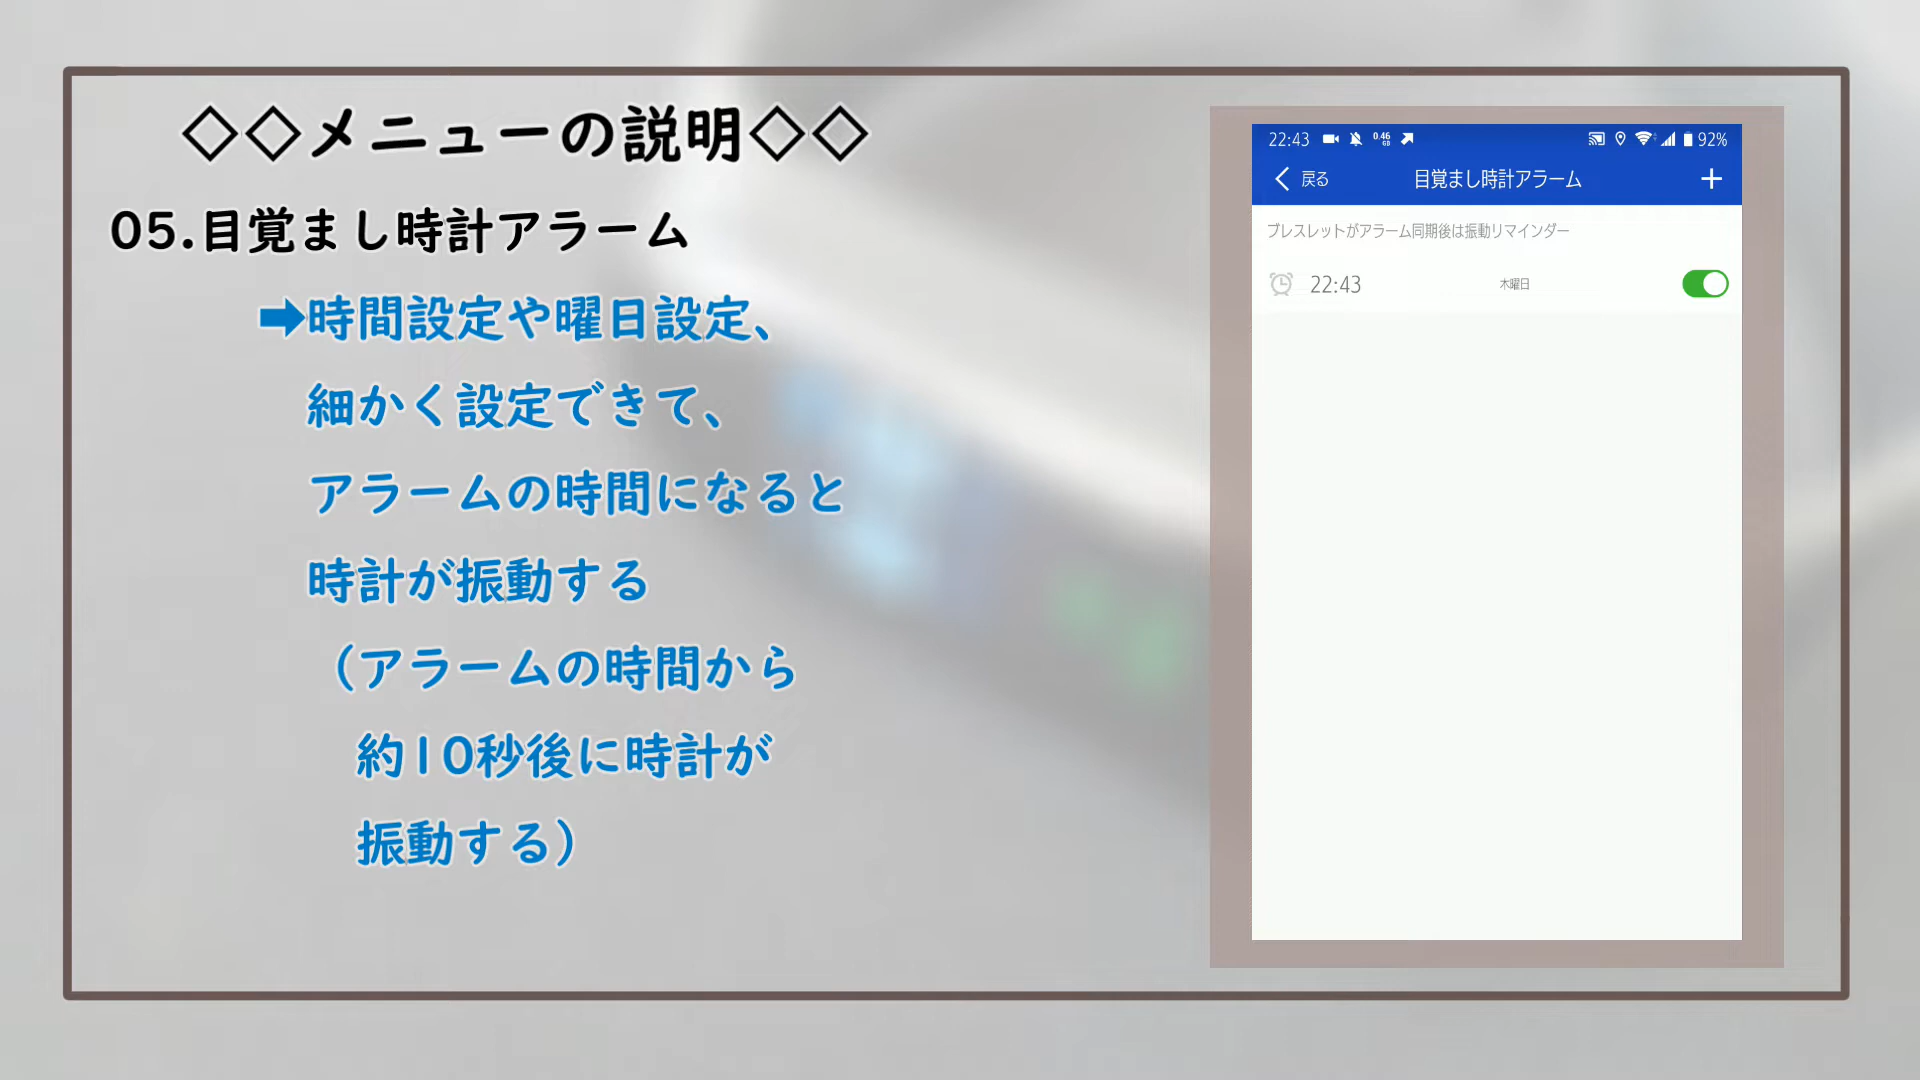 ◇◇メニューの説明◇◇
05.目覚まし時計アラーム
➡時間設定や曜日設定、
細かく設定できて、
アラームの時間になると
時計が振動する
（アラームの時間から
約10秒後に時計が
振動する）
22:43 0.46 GB 92%
戻る 目覚まし時計アラーム +
ブレスレットがアラーム同期後は振動リマインダー
22:43 木曜日